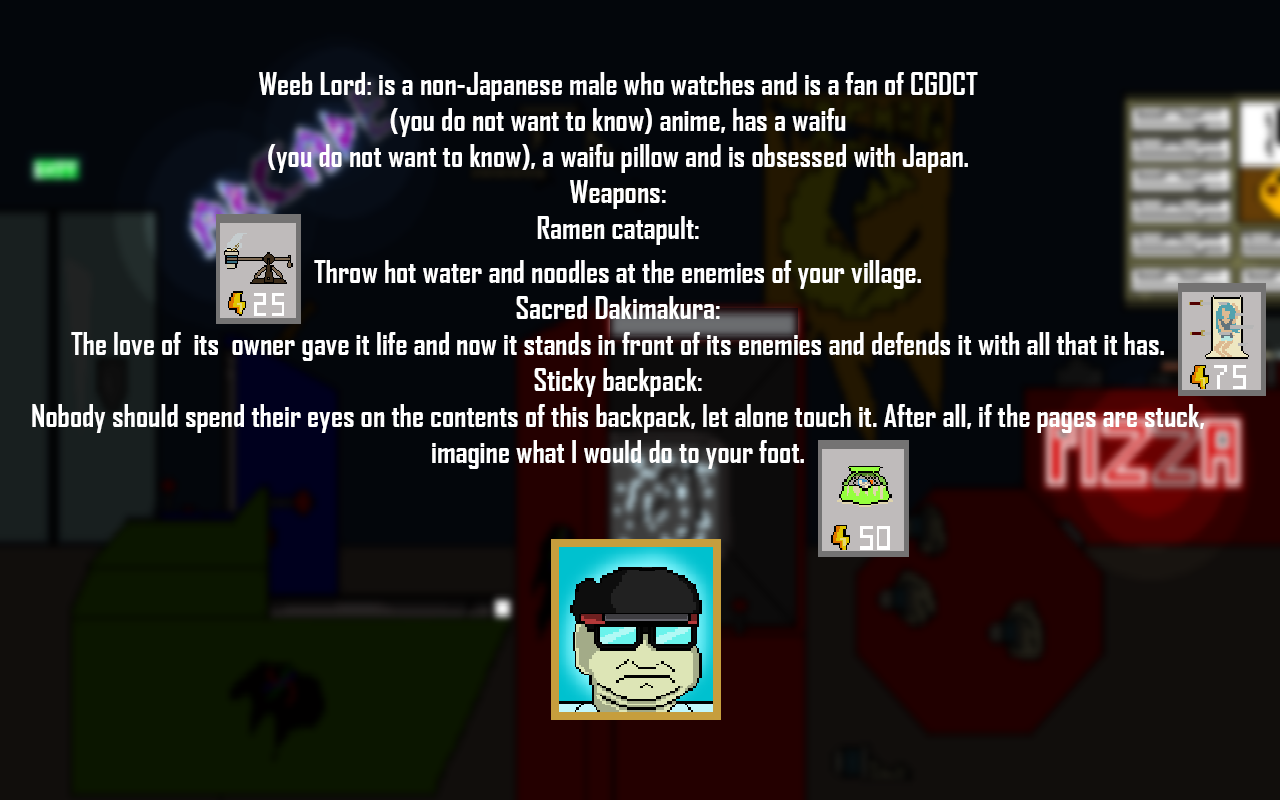 Weeb Lord: is a non-Japanese male who watches and is a fan of CGDCT
(you do not want to know) anime, has a waifu
(you do not want to know), a waifu pillow and is obsessed with Japan.
Weapons:
Ramen catapult:
Throw hot water and noodles at the enemies of your village.
25
Sacred Dakimakura:
The love of  its  owner gave it life and now it stands in front of its enemies and defends it with all that it has.
75
Sticky backpack:
Nobody should spend their eyes on the contents of this backpack, let alone touch it. After all, if the pages are stuck,
imagine what I would do to your foot.
50
ARCADE
EXIT
PIZZA